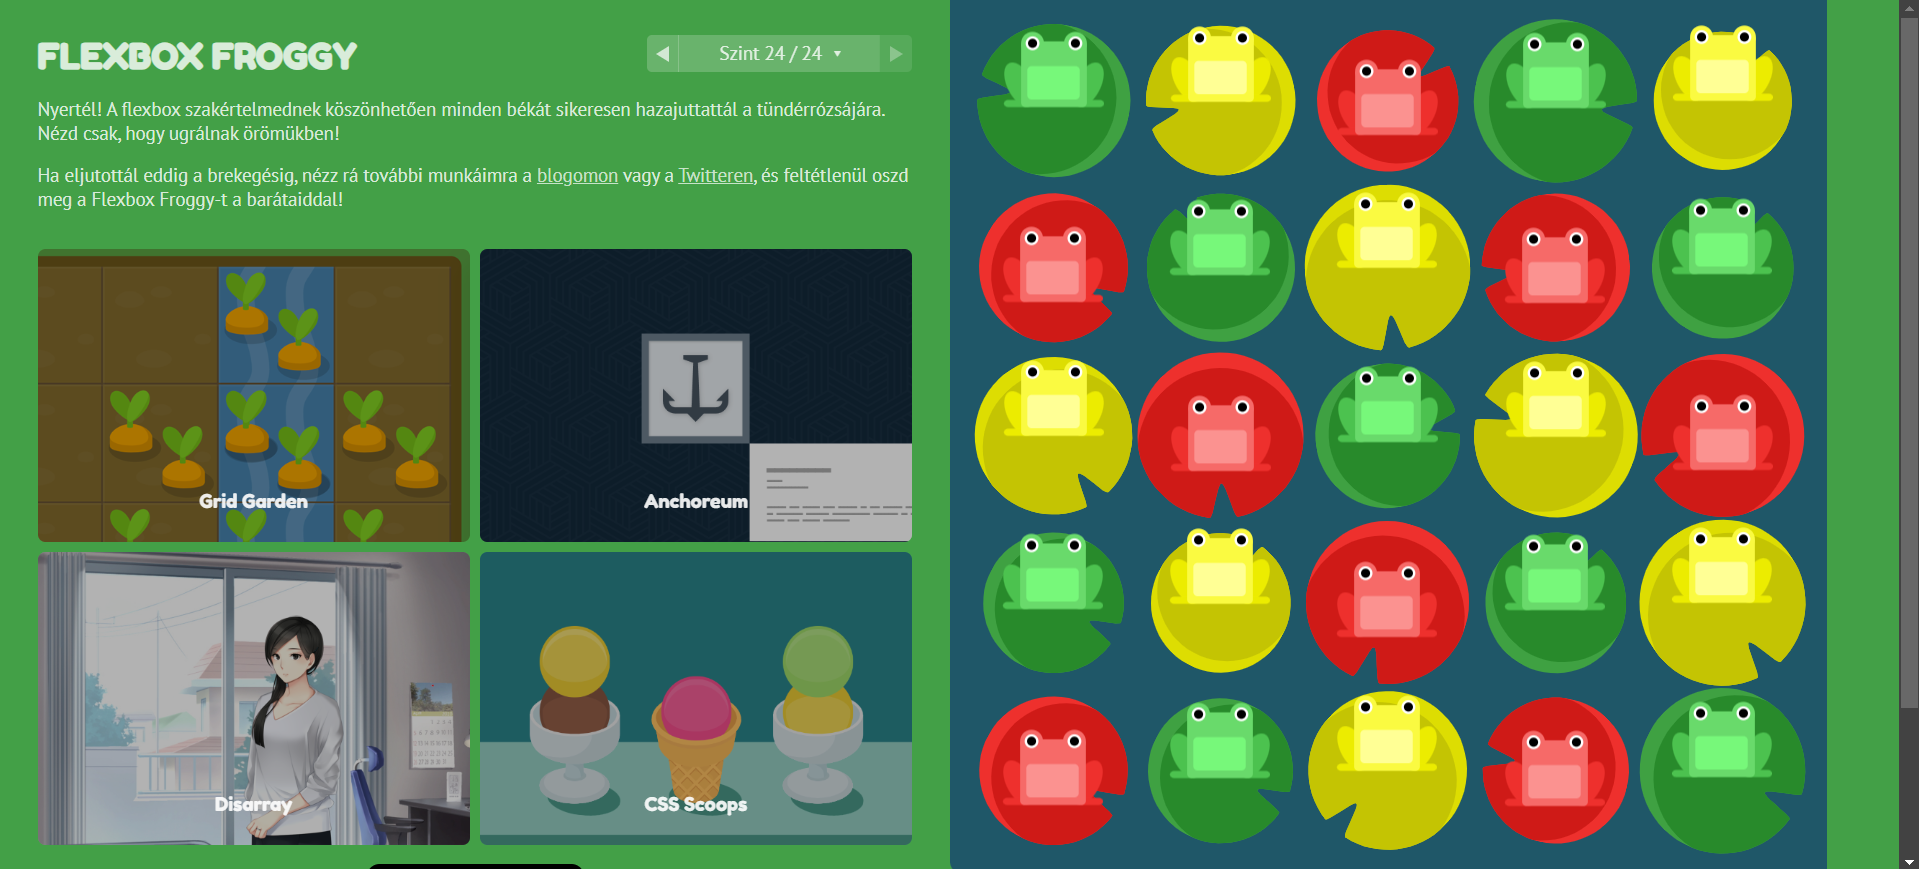 FLEXBOX FROGGY
Szint 24 / 24
Nyertél! A flexbox szakértelmednek köszönhetően minden békát sikeresen hazajuttattál a tündérrózsájára.
Nézd csak, hogy ugrálnak örömükben!
Ha eljutottál eddig a brekegésig, nézz rá további munkáimra a blogomon vagy a Twitteren, és feltétlenül oszd
meg a Flexbox Froggy-t a barátaiddal!
Grid Garden
Anchoreum
Disarray
CSS Scoops